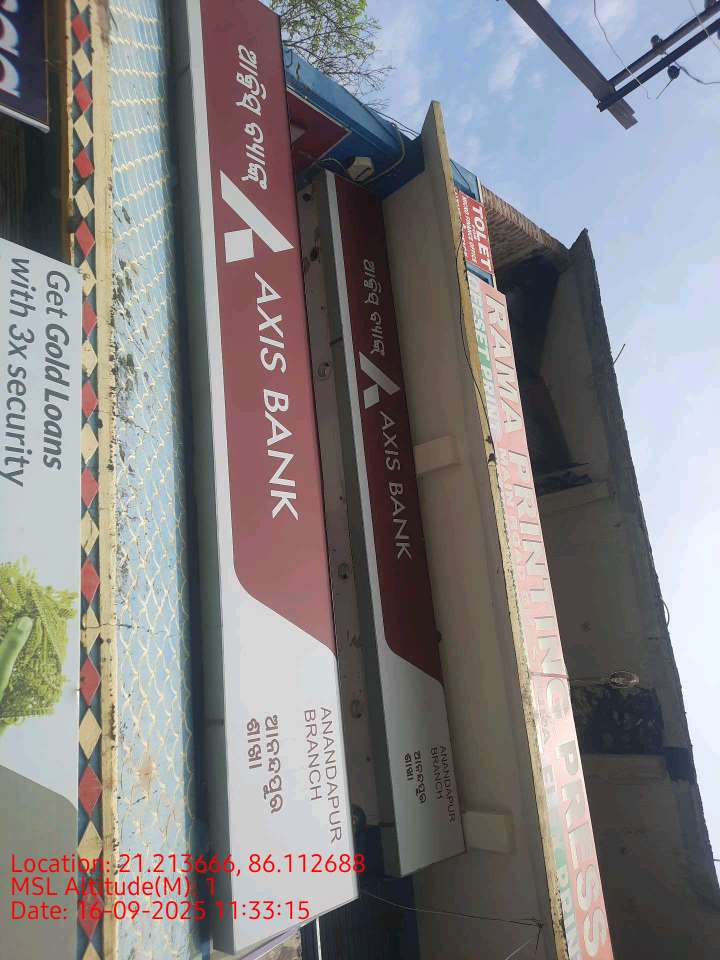 Get Gold Loans
with 3x security
ଆକ୍ସିସ୍ ବ୍ୟାଙ୍କ
AXIS BANK
ANANDAPUR
BRANCH
ଆନନ୍ଦପୁର
ଶାଖା
ଆକ୍ସିସ୍ ବ୍ୟାଙ୍କ
AXIS BANK
ANANDAPUR
BRANCH
ଆନନ୍ଦପୁର
ଶାଖା
TOLET
RAMA PRINTING PRESS
Location: 21.213666, 86.112688
MSL Altitude(M): 1
Date: 16-09-2025 11:33:15